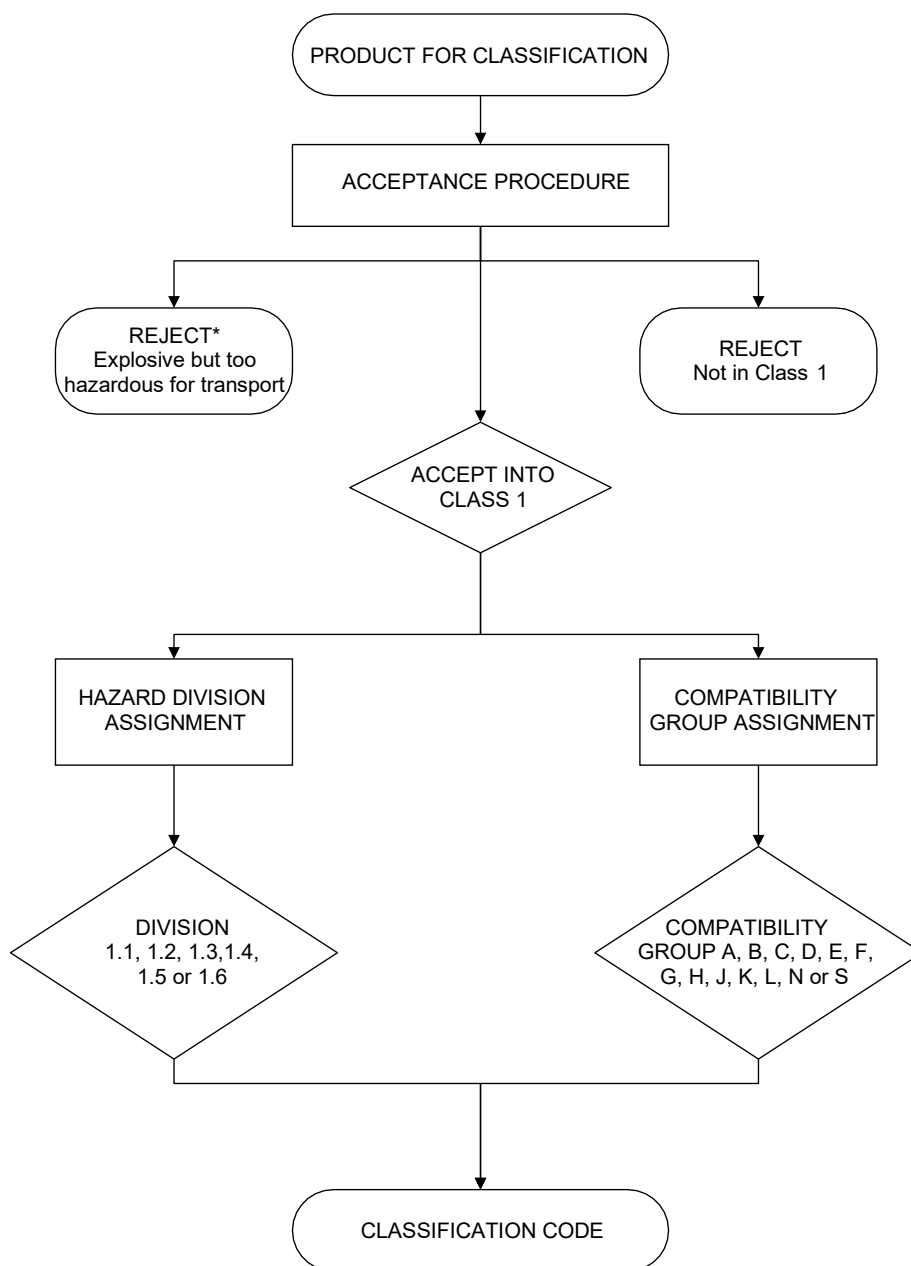 PRODUCT FOR CLASSIFICATION
ACCEPTANCE PROCEDURE
REJECT*
Explosive but too
hazardous for transport
REJECT
Not in Class 1
ACCEPT INTO
CLASS 1
HAZARD DIVISION
ASSIGNMENT
COMPATIBILITY
GROUP ASSIGNMENT
DIVISION
1.1, 1.2, 1.3,1.4,
1.5 or 1.6
COMPATIBILITY
GROUP A, B, C, D, E, F,
G, H, J, K, L, N or S
CLASSIFICATION CODE